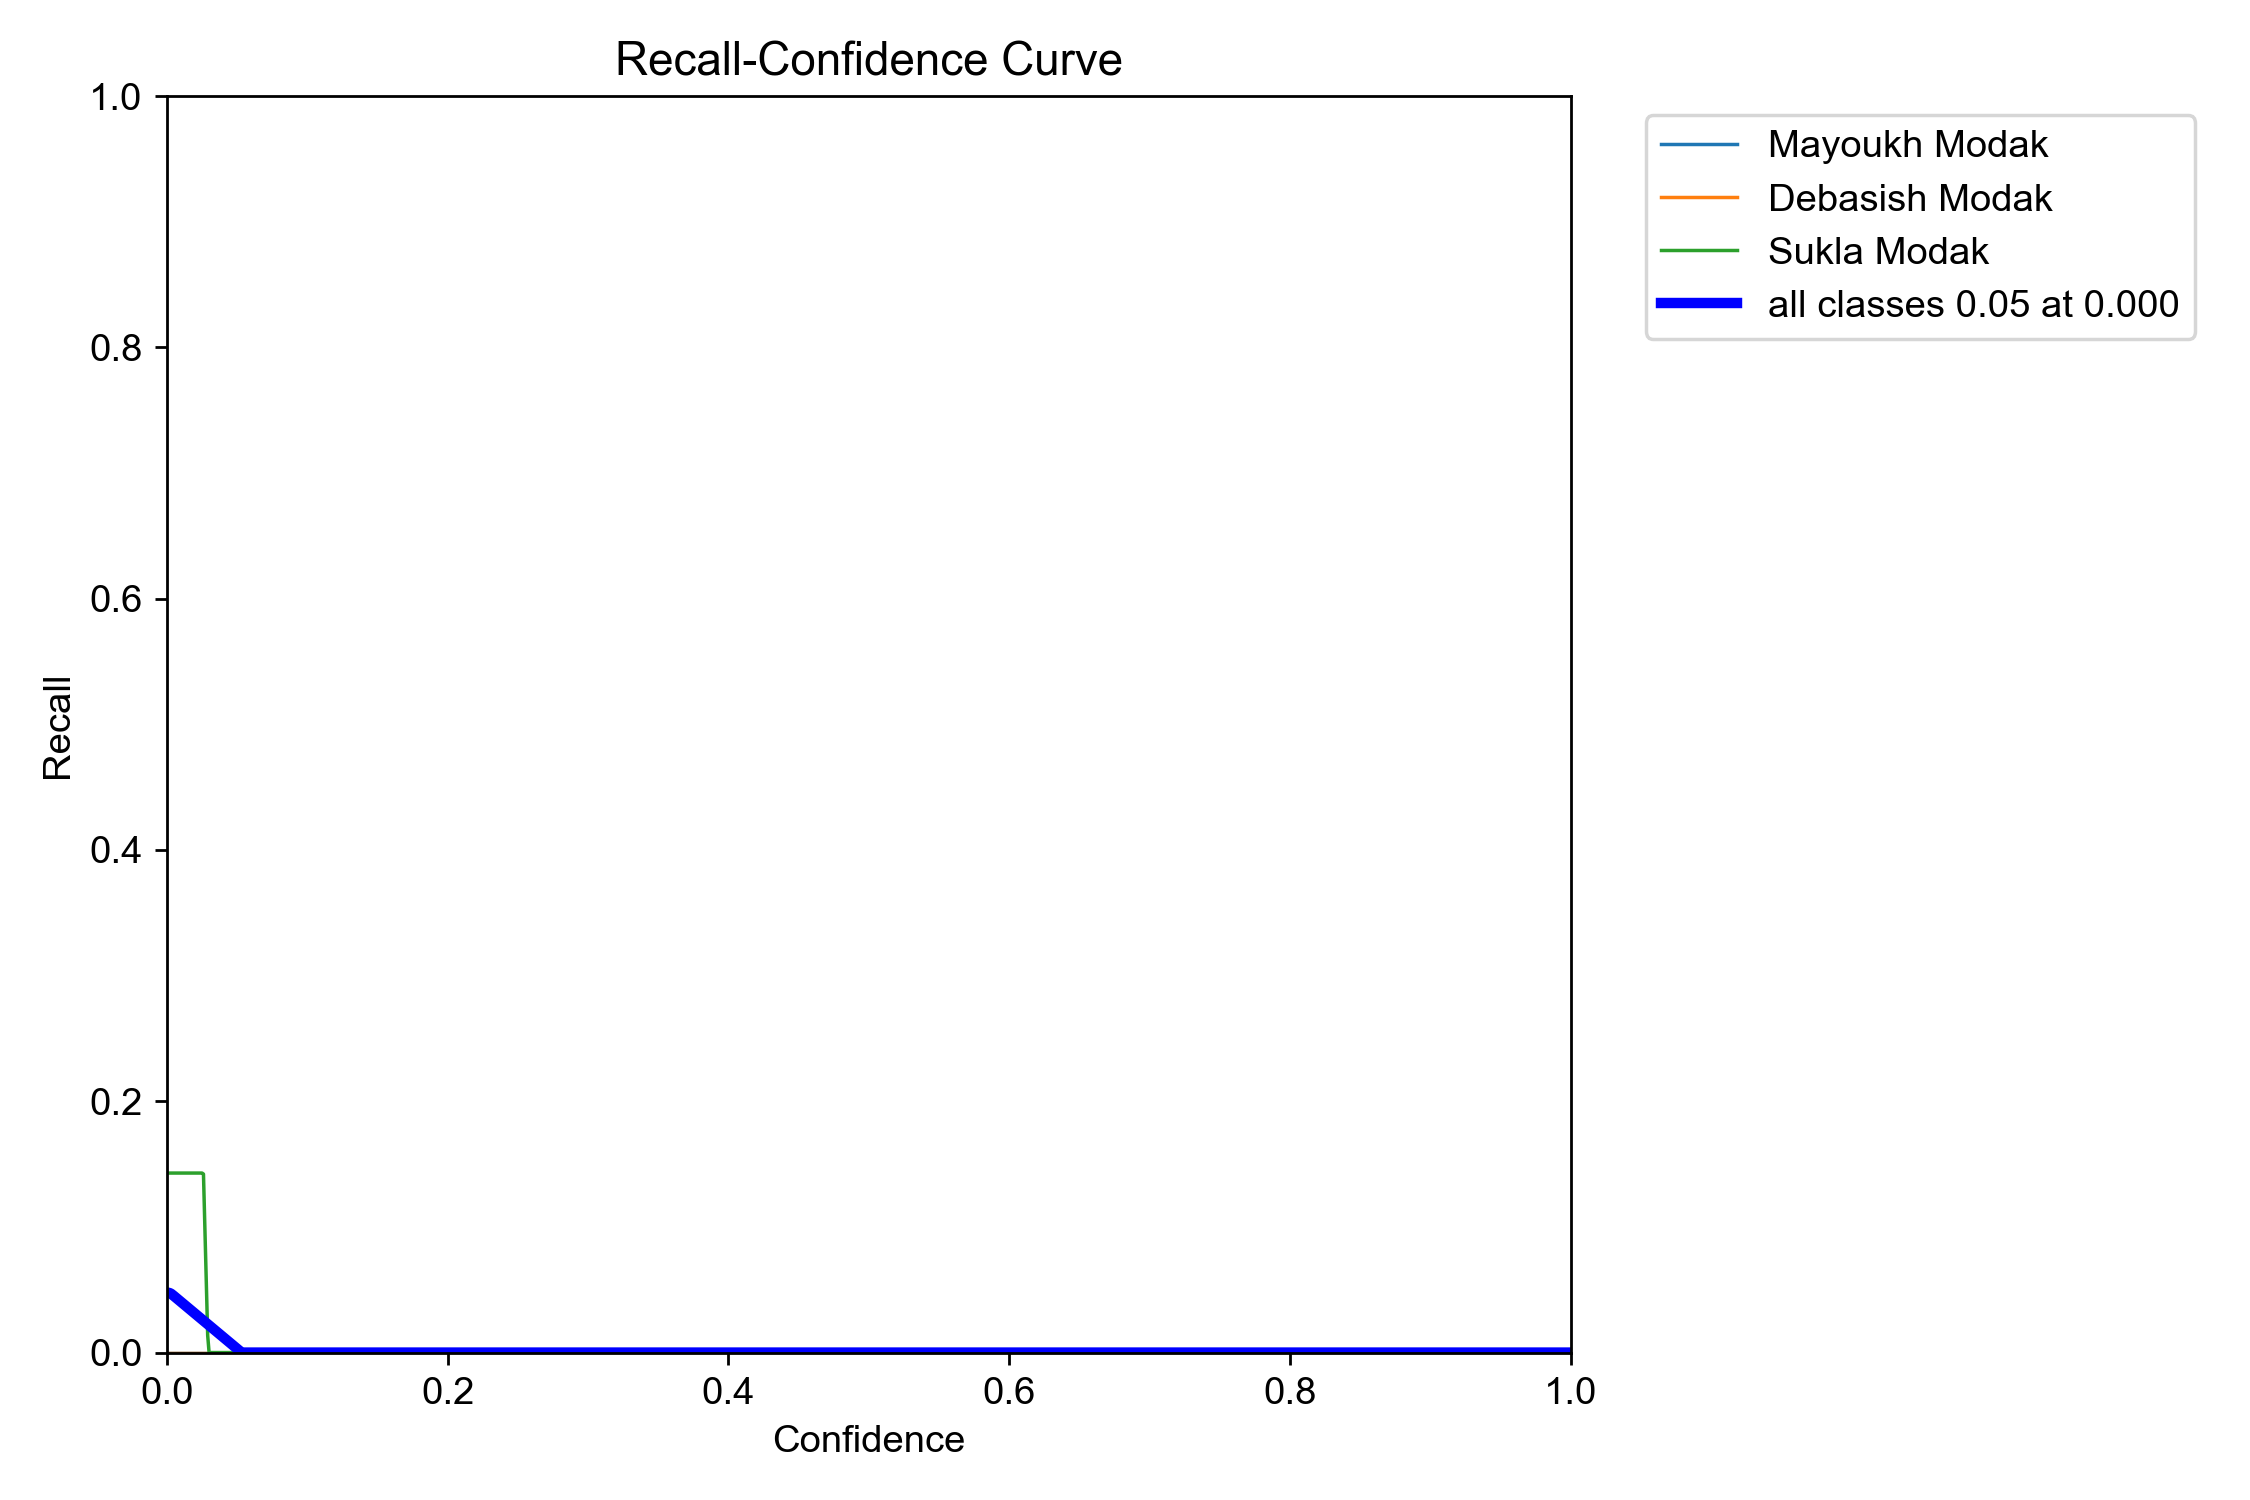 Recall-Confidence Curve
1.0
0.8
0.6
0.4
0.2
0.0
Recall
0.0 0.2 0.4 0.6 0.8 1.0
Confidence
Mayoukh Modak
Debasish Modak
Sukla Modak
all classes 0.05 at 0.000